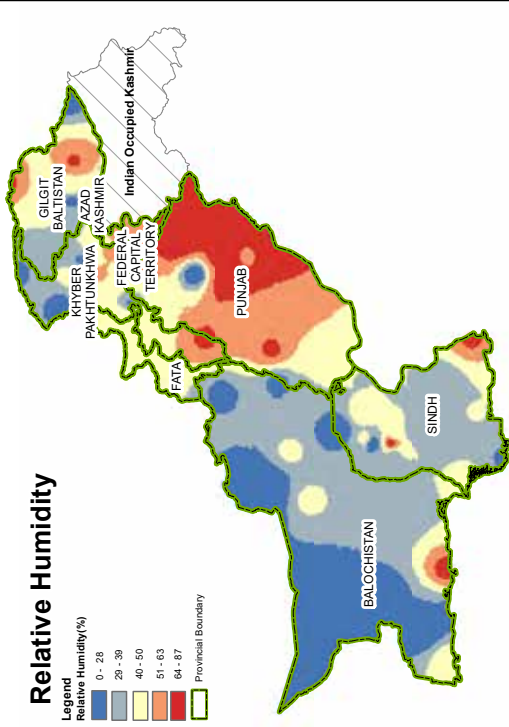 Relative Humidity
Legend
Relative Humidity(%)
0 - 28
29 - 39
40 - 50
51 - 63
64 - 87
Provincial Boundary
GILGIT
BALTISTAN
AZAD
KASHMIR
Indian Occupied Kashmir
KHYBER
PAKHTUNKHWA
FEDERAL
CAPITAL
TERRITORY
FATA
PUNJAB
BALOCHISTAN
SINDH